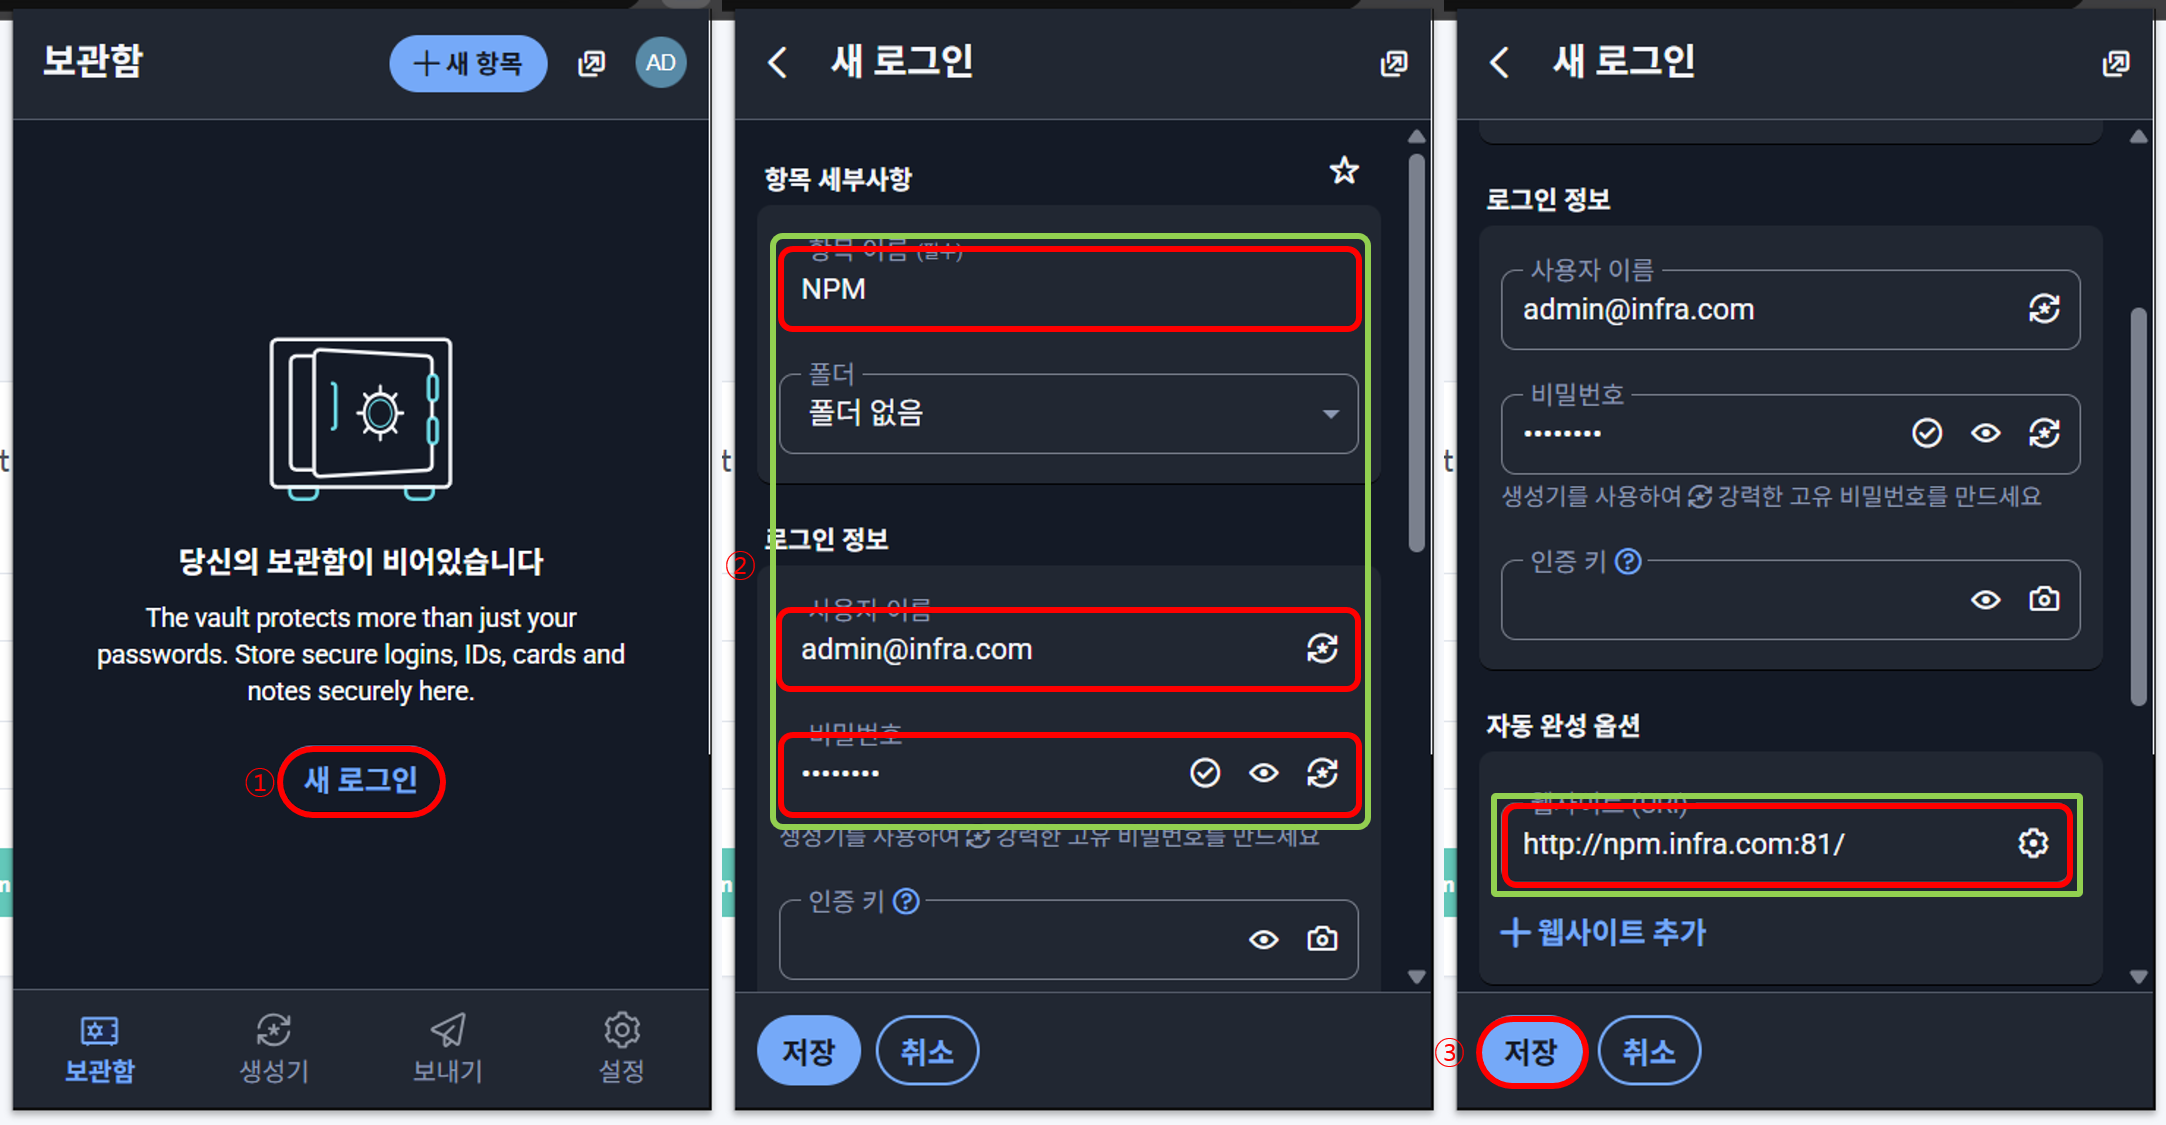 보관함
새 항목
AD
당신의 보관함이 비어있습니다
The vault protects more than just your
passwords. Store secure logins, IDs, cards and
notes securely here.
① 새 로그인
보관함
생성기
보내기
설정
새 로그인
항목 세부사항
항목 이름 (필수)
NPM
폴더
폴더 없음
②
로그인 정보
사용자 이름
admin@infra.com
비밀번호
••••••••
생성기를 사용하여 강력한 고유 비밀번호를 만드세요
인증 키
저장
취소
새 로그인
로그인 정보
사용자 이름
admin@infra.com
비밀번호
••••••••
생성기를 사용하여 강력한 고유 비밀번호를 만드세요
인증 키
자동 완성 옵션
웹사이트 (URI)
http://npm.infra.com:81/
웹사이트 추가
③ 저장
취소